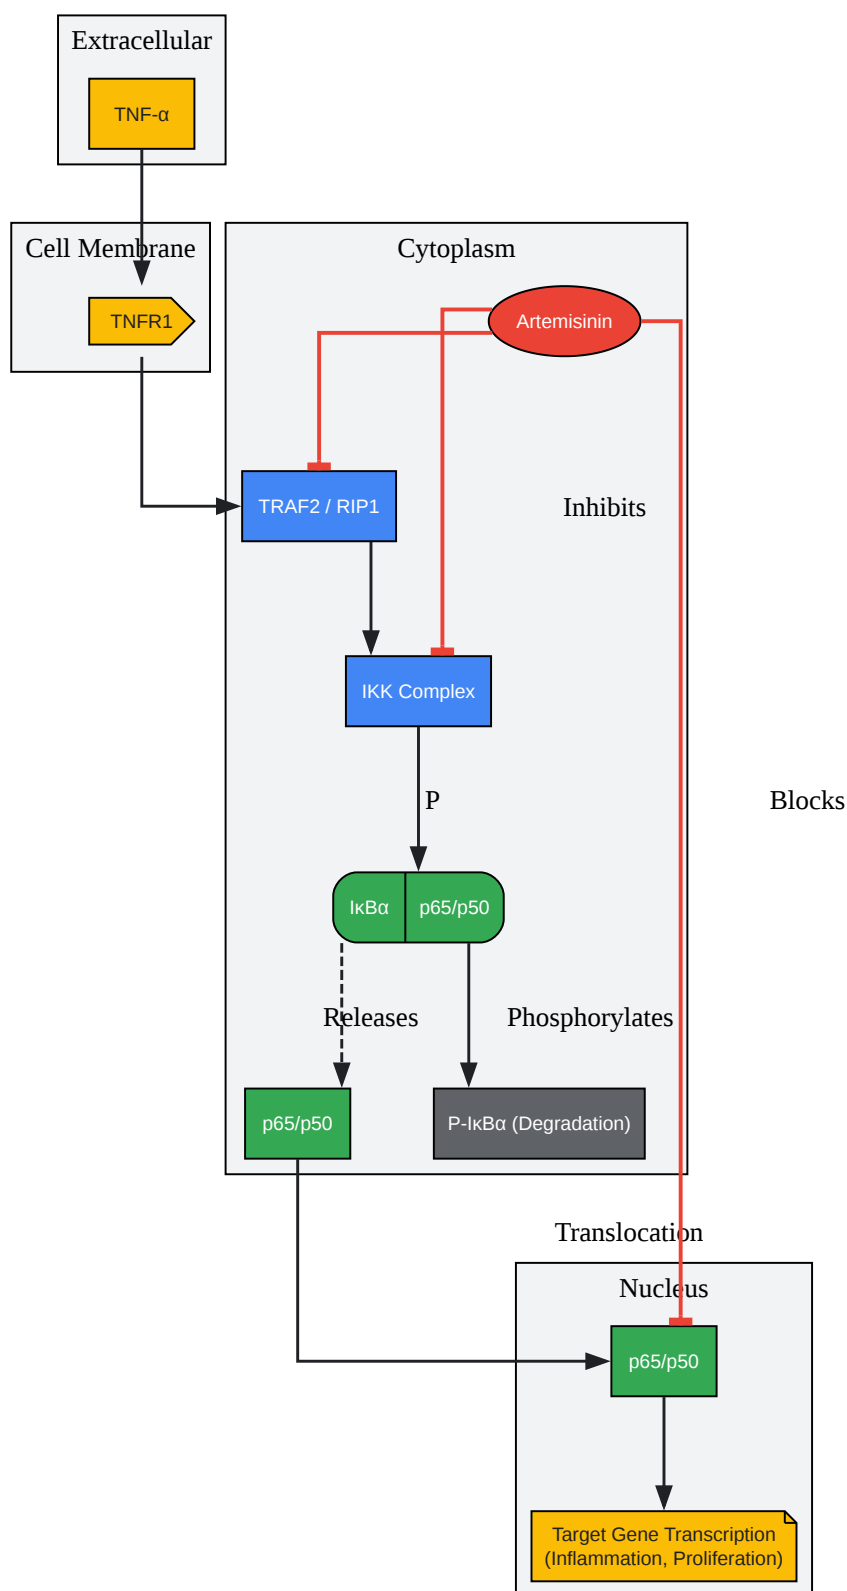 Extracellular
TNF-α
Cell Membrane
Cytoplasm
TNFR1
Artemisinin
TRAF2 / RIP1
Inhibits
IKK Complex
P
Blocks
IκBα
p65/p50
Releases
Phosphorylates
p65/p50
P-IκBα (Degradation)
Translocation
Nucleus
p65/p50
Target Gene Transcription
(Inflammation, Proliferation)